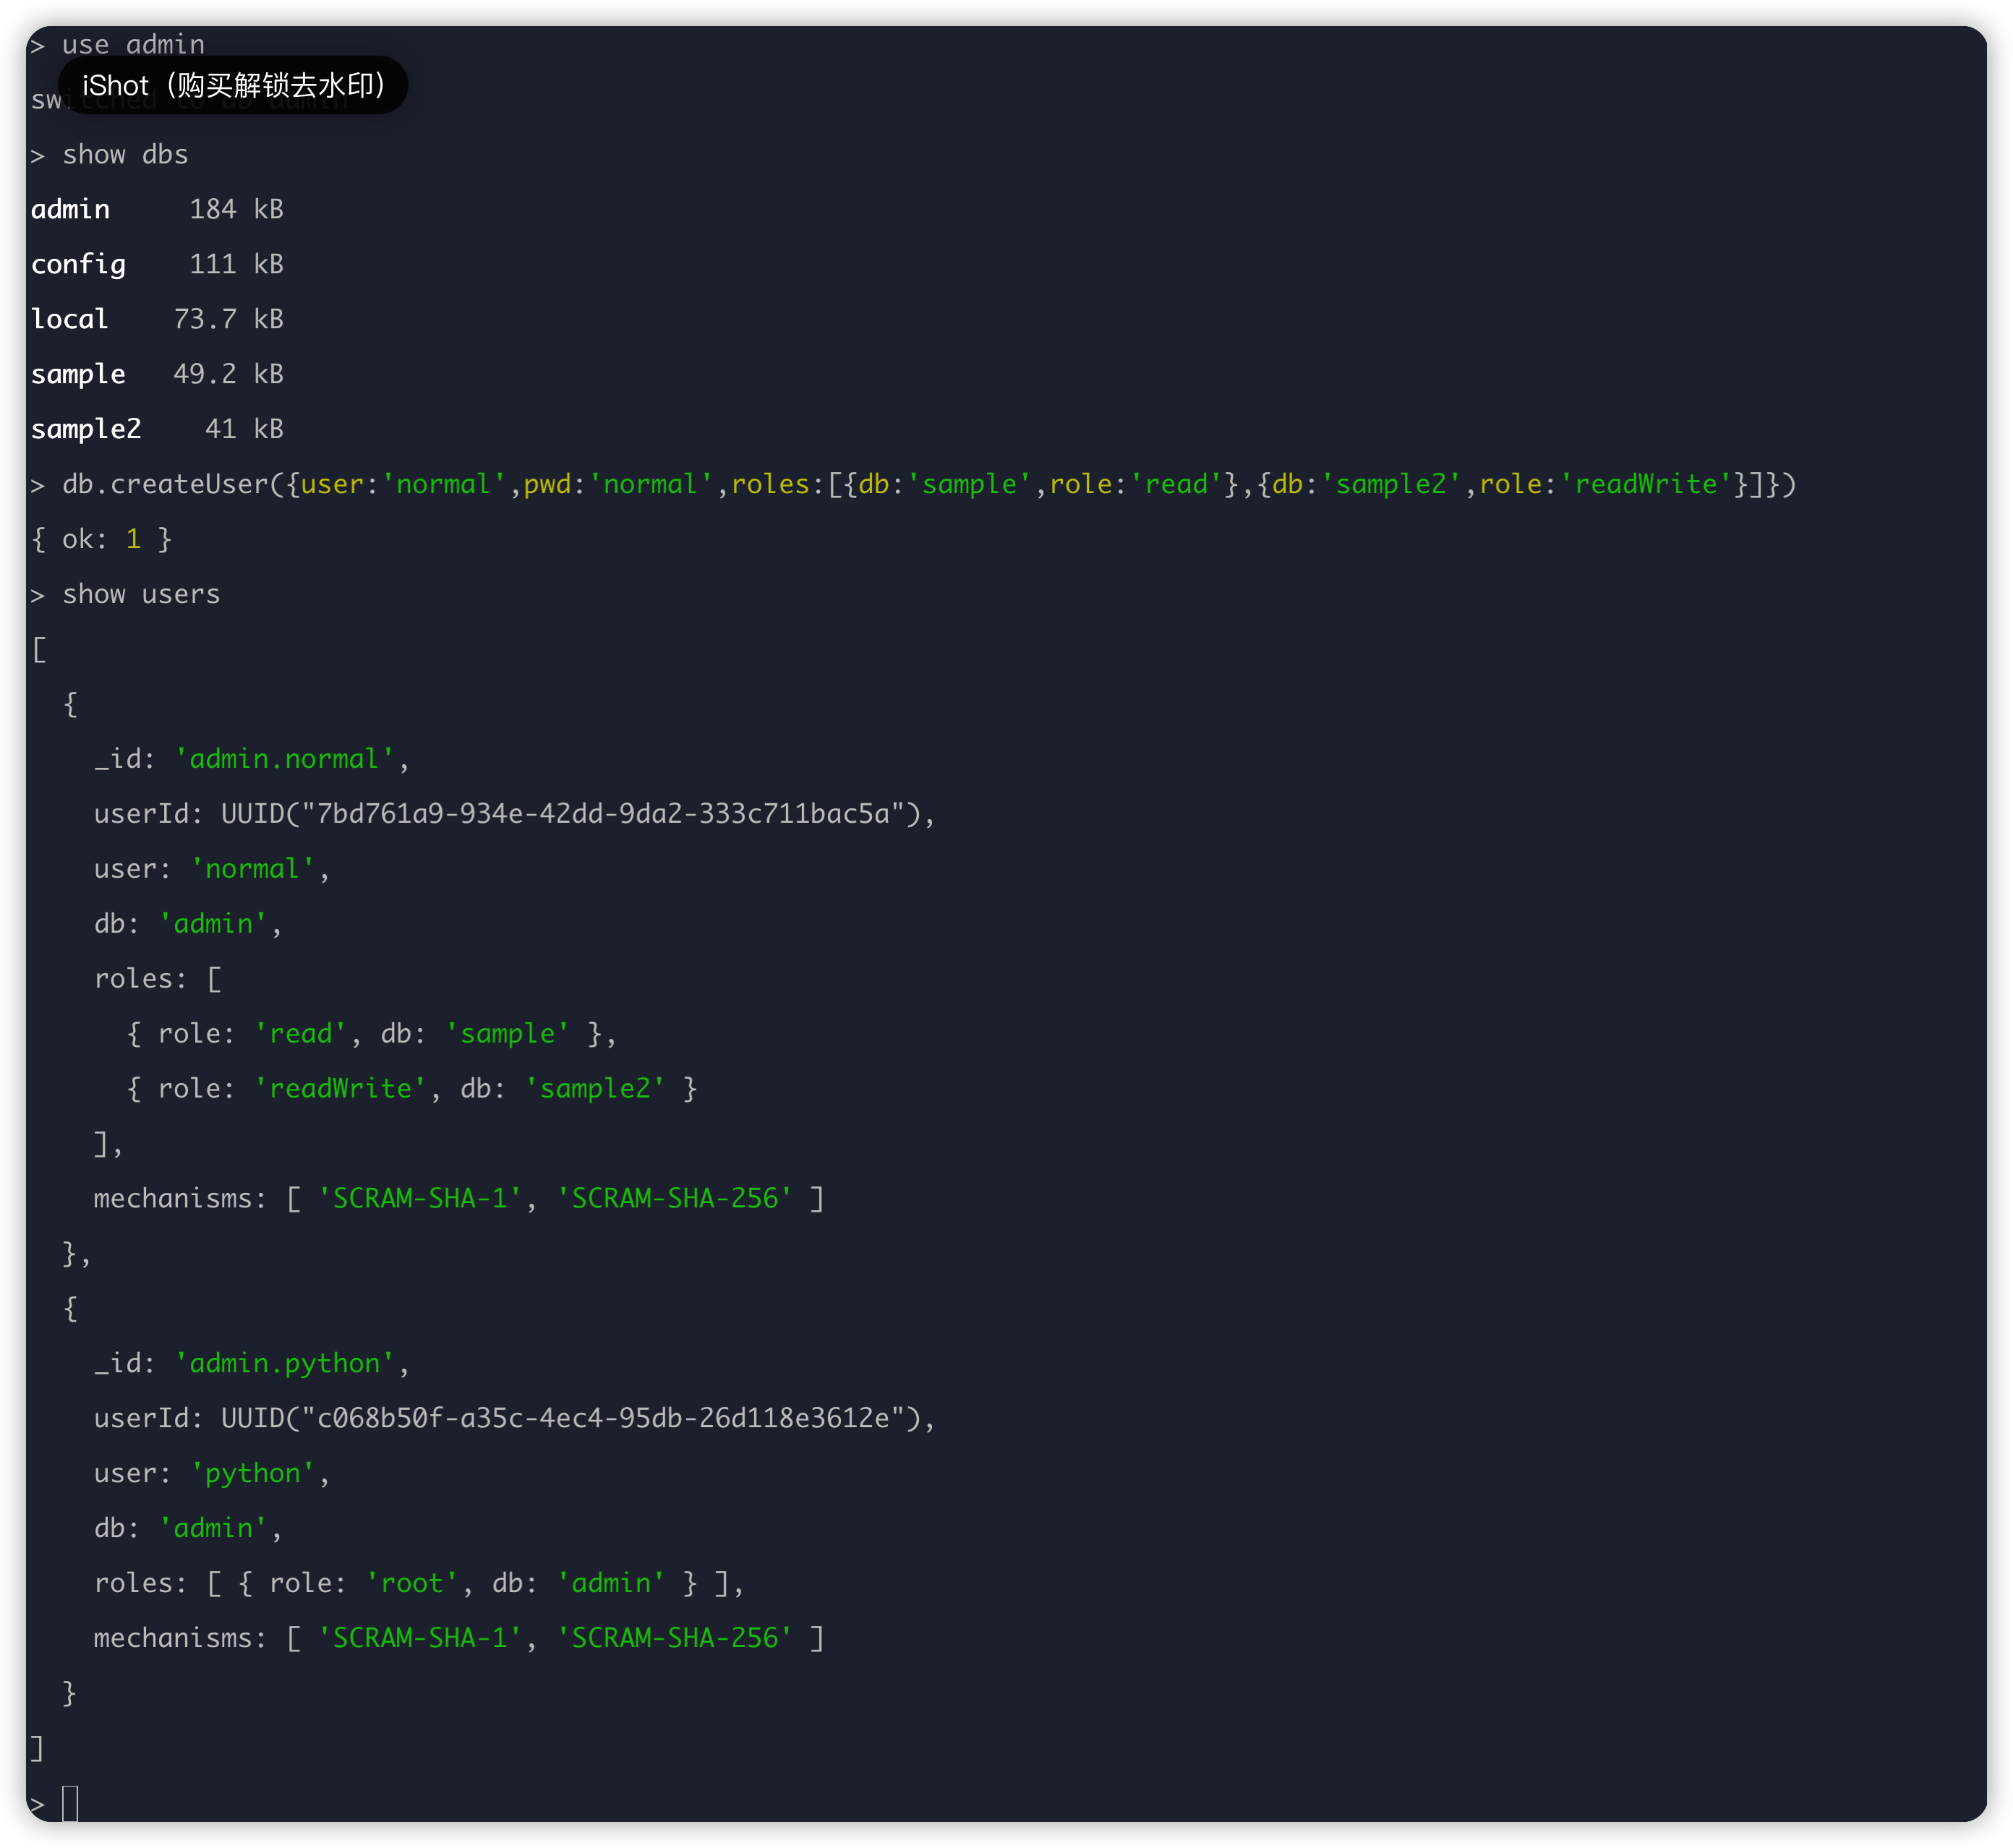 > use admin
iShot（购买解锁去水印）
switched to db admin
> show dbs
admin     184 kB
config    111 kB
local    73.7 kB
sample   49.2 kB
sample2    41 kB
> db.createUser({user:'normal',pwd:'normal',roles:[{db:'sample',role:'read'},{db:'sample2',role:'readWrite'}]})
{ ok: 1 }
> show users
[
  {
    _id: 'admin.normal',
    userId: UUID("7bd761a9-934e-42dd-9da2-333c711bac5a"),
    user: 'normal',
    db: 'admin',
    roles: [
      { role: 'read', db: 'sample' },
      { role: 'readWrite', db: 'sample2' }
    ],
    mechanisms: [ 'SCRAM-SHA-1', 'SCRAM-SHA-256' ]
  },
  {
    _id: 'admin.python',
    userId: UUID("c068b50f-a35c-4ec4-95db-26d118e3612e"),
    user: 'python',
    db: 'admin',
    roles: [ { role: 'root', db: 'admin' } ],
    mechanisms: [ 'SCRAM-SHA-1', 'SCRAM-SHA-256' ]
  }
]
>